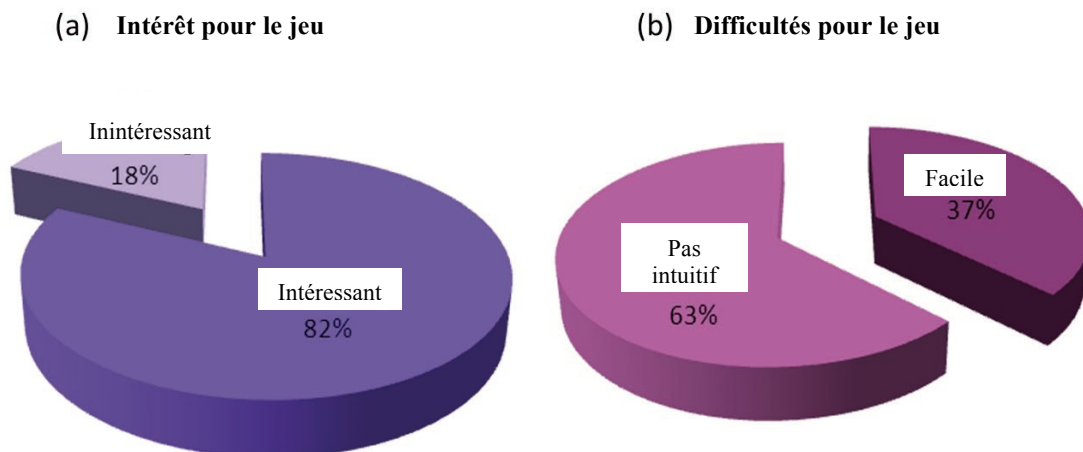 (a) Intérêt pour le jeu
(b) Difficultés pour le jeu
Inintéressant
18%
Intéressant
82%
Facile
37%
Pas
intuitif
63%